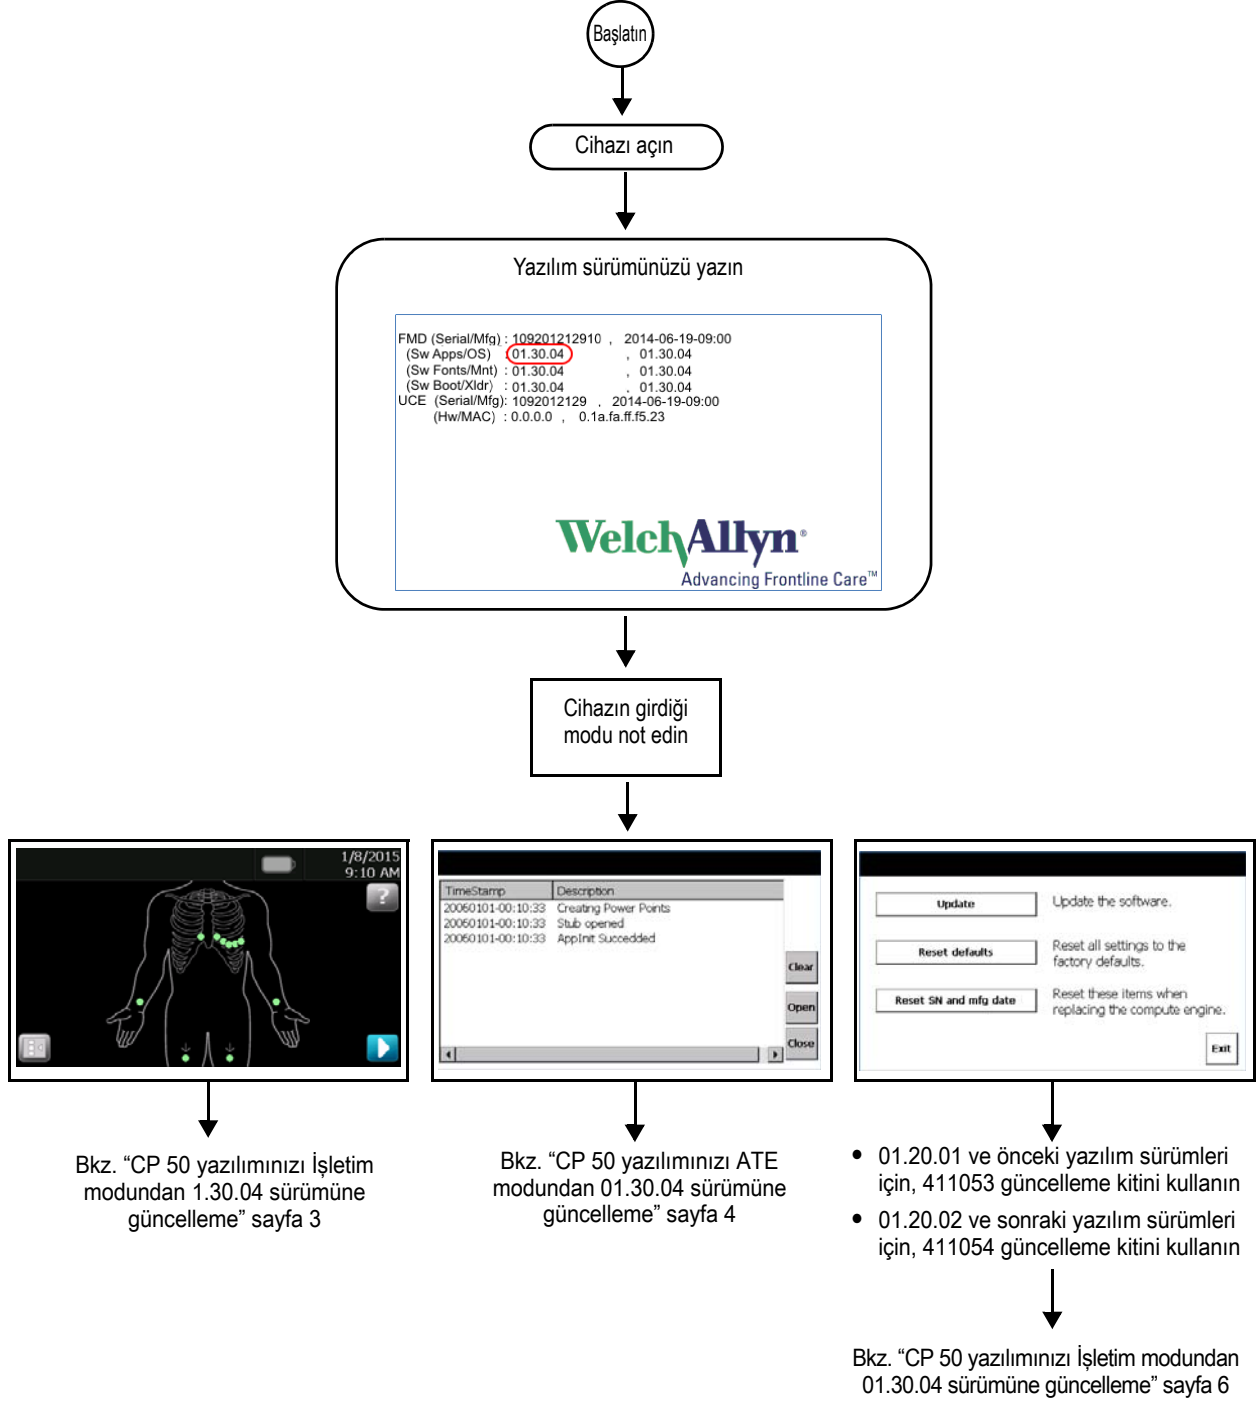 Başlatın
Cihazı açın
Yazılım sürümünüzü yazın
FMD (Serial/Mfg) : 109201212910 , 2014-06-19-09:00
(Sw Apps/OS) : 01.30.04 , 01.30.04
(Sw Fonts/Mnt) : 01.30.04 , 01.30.04
(Sw Boot/Xldr) : 01.30.04 , 01.30.04
UCE (Serial/Mfg): 1092012129 , 2014-06-19-09:00
(Hw/MAC) : 0.0.0.0 , 0.1a.fa.ff.f5.23
WelchAllyn®
Advancing Frontline Care™
Cihazın girdiği
modu not edin
1/8/2015
9:10 AM
?
TimeStamp Description
20060101-00:10:33 Creating Power Points
20060101-00:10:33 Stub opened
20060101-00:10:33 AppInit Succedded
Clear
Open
Close
Update Update the software.
Reset defaults Reset all settings to the
factory defaults.
Reset SN and mfg date Reset these items when
replacing the compute engine.
Exit
Bkz. “CP 50 yazılımınızı İşletim
modundan 1.30.04 sürümüne
güncelleme” sayfa 3
Bkz. “CP 50 yazılımınızı ATE
modundan 01.30.04 sürümüne
güncelleme” sayfa 4
• 01.20.01 ve önceki yazılım sürümleri
için, 411053 güncelleme kitini kullanın
• 01.20.02 ve sonraki yazılım sürümleri
için, 411054 güncelleme kitini kullanın
Bkz. “CP 50 yazılımınızı İşletim modundan
01.30.04 sürümüne güncelleme” sayfa 6